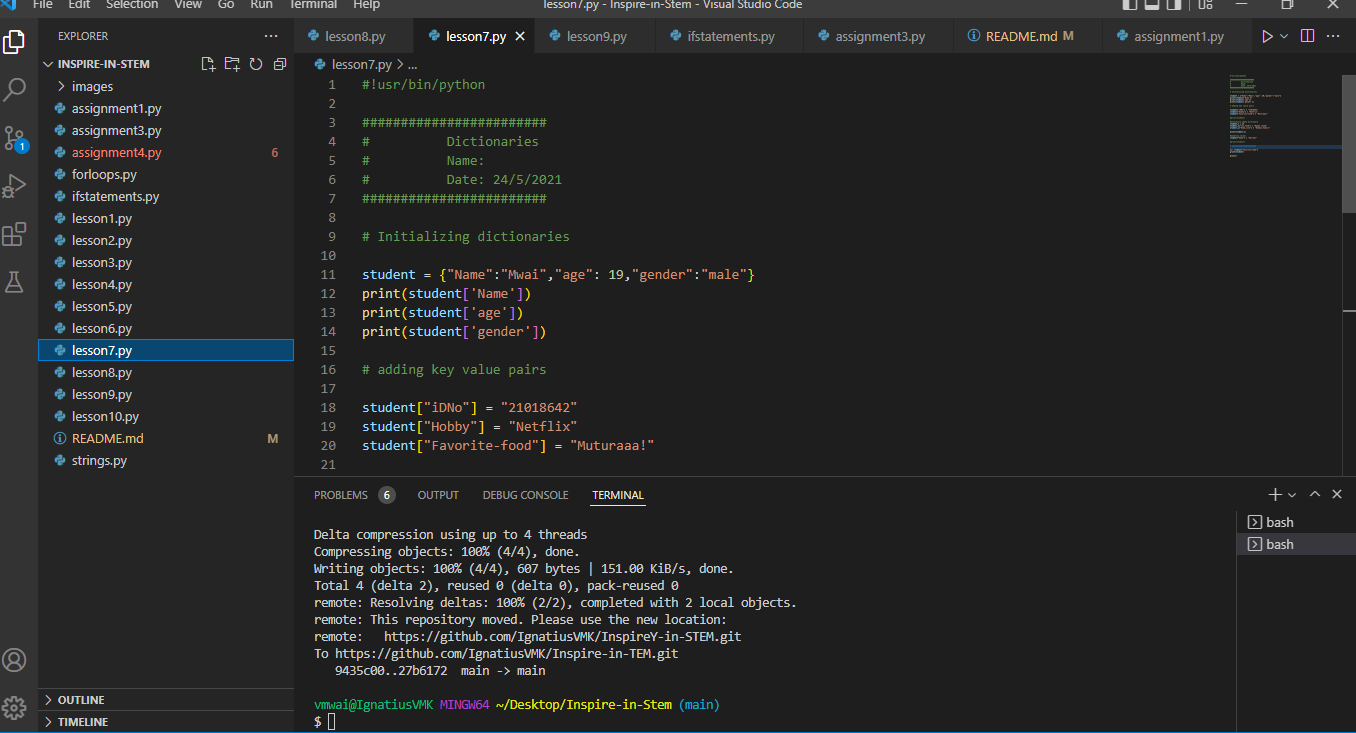 File Edit Selection View Go Run Terminal Help lesson7.py - Inspire-in-Stem - Visual Studio Code
EXPLORER
INSPIRE-IN-STEM
images
assignment1.py
assignment3.py
assignment4.py 6
forloops.py
ifstatements.py
lesson1.py
lesson2.py
lesson3.py
lesson4.py
lesson5.py
lesson6.py
lesson7.py
lesson8.py
lesson9.py
lesson10.py
README.md M
strings.py
1
OUTLINE
TIMELINE
lesson8.py lesson7.py lesson9.py ifstatements.py assignment3.py README.md M assignment1.py
lesson7.py > ...
1 #!usr/bin/python
2
3 ########################
4 # Dictionaries
5 # Name:
6 # Date: 24/5/2021
7 ########################
8
9 # Initializing dictionaries
10
11 student = {"Name":"Mwai","age": 19,"gender":"male"}
12 print(student['Name'])
13 print(student['age'])
14 print(student['gender'])
15
16 # adding key value pairs
17
18 student["iDNo"] = "21018642"
19 student["Hobby"] = "Netflix"
20 student["Favorite-food"] = "Muturaaa!"
21
PROBLEMS 6 OUTPUT DEBUG CONSOLE TERMINAL
Delta compression using up to 4 threads
Compressing objects: 100% (4/4), done.
Writing objects: 100% (4/4), 607 bytes | 151.00 KiB/s, done.
Total 4 (delta 2), reused 0 (delta 0), pack-reused 0
remote: Resolving deltas: 100% (2/2), completed with 2 local objects.
remote: This repository moved. Please use the new location:
remote:   https://github.com/IgnatiusVMK/InspireY-in-STEM.git
To https://github.com/IgnatiusVMK/Inspire-in-TEM.git
9435c00..27b6172  main -> main
vmwai@IgnatiusVMK MINGW64 ~/Desktop/Inspire-in-Stem (main)
$
bash
bash